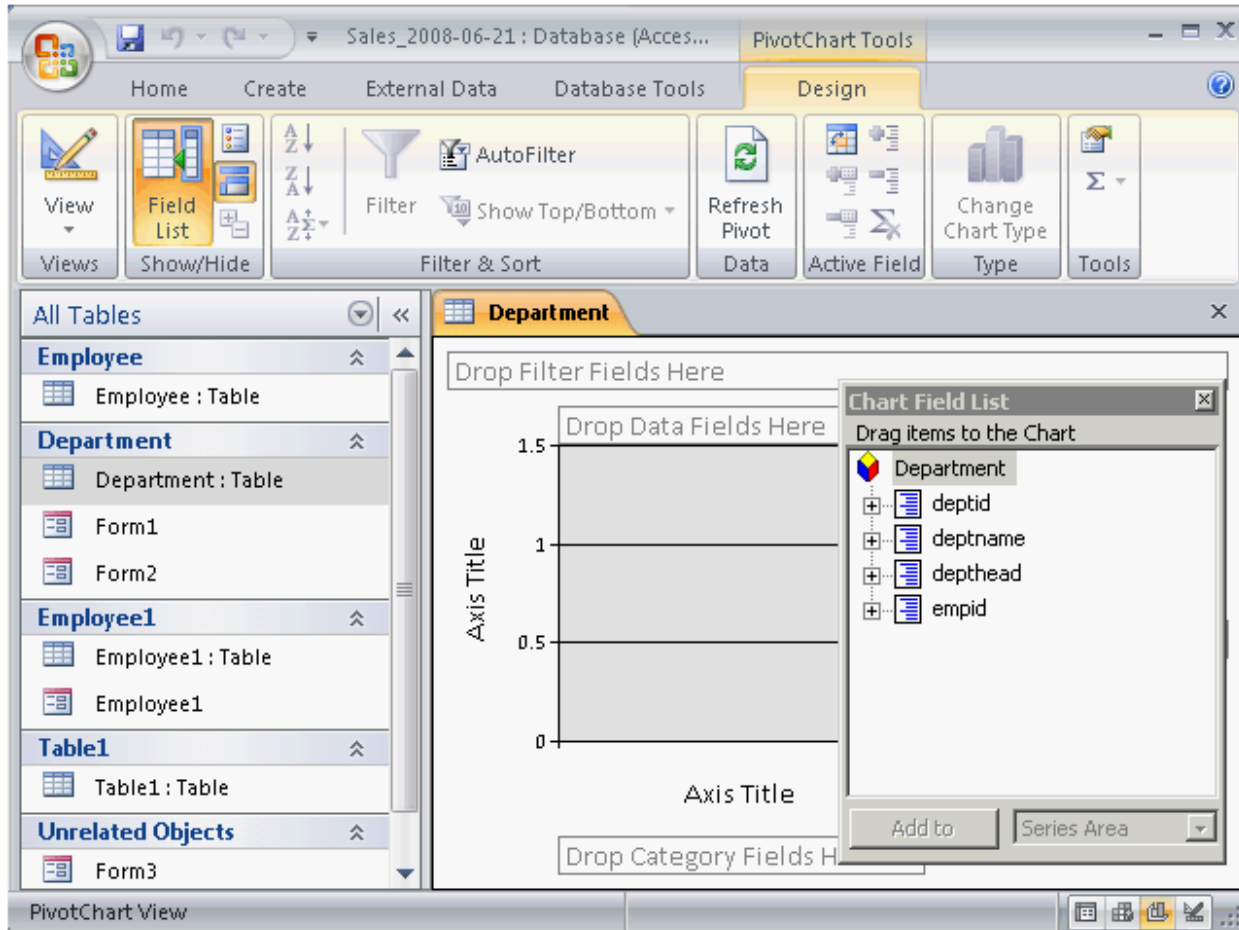 Sales_2008-06-21 : Database (Acces...
PivotChart Tools
Home
Create
External Data
Database Tools
Design
View
Field
List
Filter
AutoFilter
Show Top/Bottom
Refresh
Pivot
Change
Chart Type
Views
Show/Hide
Filter & Sort
Data
Active Field
Type
Tools
All Tables
Employee
Employee : Table
Department
Department : Table
Form1
Form2
Employee1
Employee1 : Table
Employee1
Table1
Table1 : Table
Unrelated Objects
Form3
Department
Drop Filter Fields Here
Drop Data Fields Here
1.5
1
0.5
0
Axis Title
Axis Title
Drop Category Fields H
Chart Field List
Drag items to the Chart
Department
deptid
deptname
depthead
empid
Add to
Series Area
PivotChart View